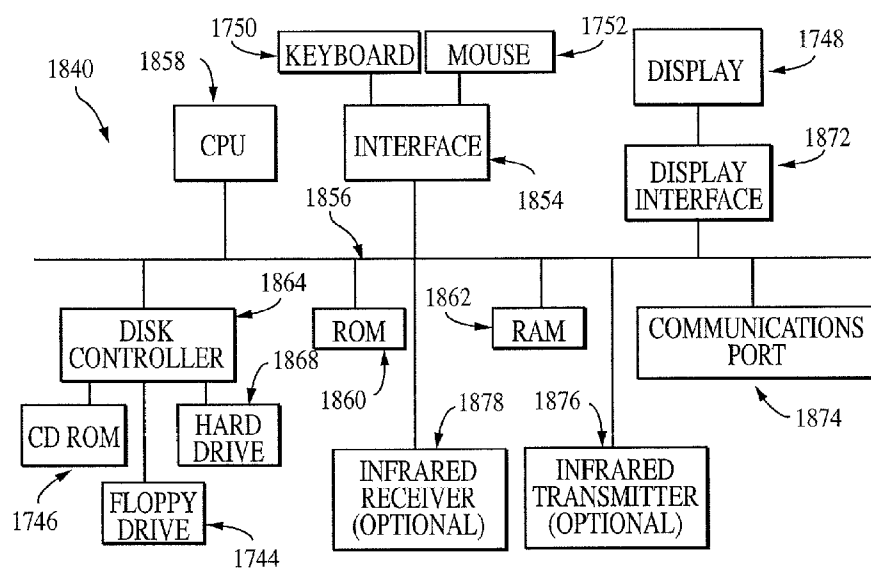 1750
KEYBOARD
MOUSE
1752
1748
1840
1858
DISPLAY
CPU
INTERFACE
1872
DISPLAY
INTERFACE
1856
1854
1864
1862
DISK
CONTROLLER
ROM
RAM
COMMUNICATIONS
PORT
1868
1860
1878
1876
1874
CD ROM
HARD
DRIVE
INFRARED
RECEIVER
(OPTIONAL)
INFRARED
TRANSMITTER
(OPTIONAL)
1746
FLOPPY
DRIVE
1744